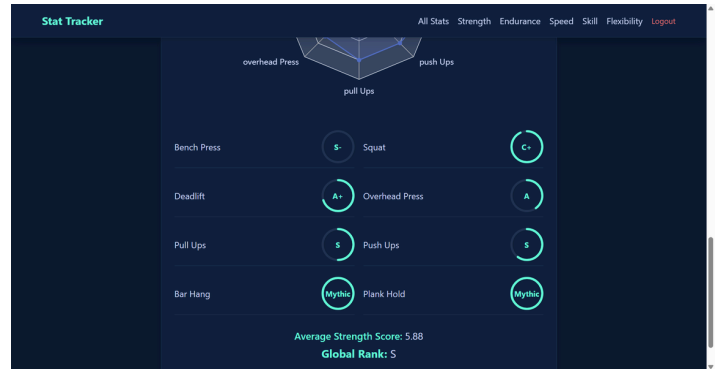 Stat Tracker All Stats Strength Endurance Speed Skill Flexibility Logout
overhead Press push Ups
pull Ups
Bench Press S- Squat C+
Deadlift A+ Overhead Press A
Pull Ups S Push Ups S
Bar Hang Mythic Plank Hold Mythic
Average Strength Score: 5.88
Global Rank: S